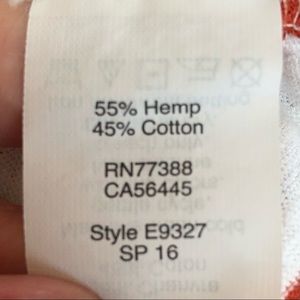 55% Hemp
45% Cotton
RN77388
CA56445
Style E9327
SP 16